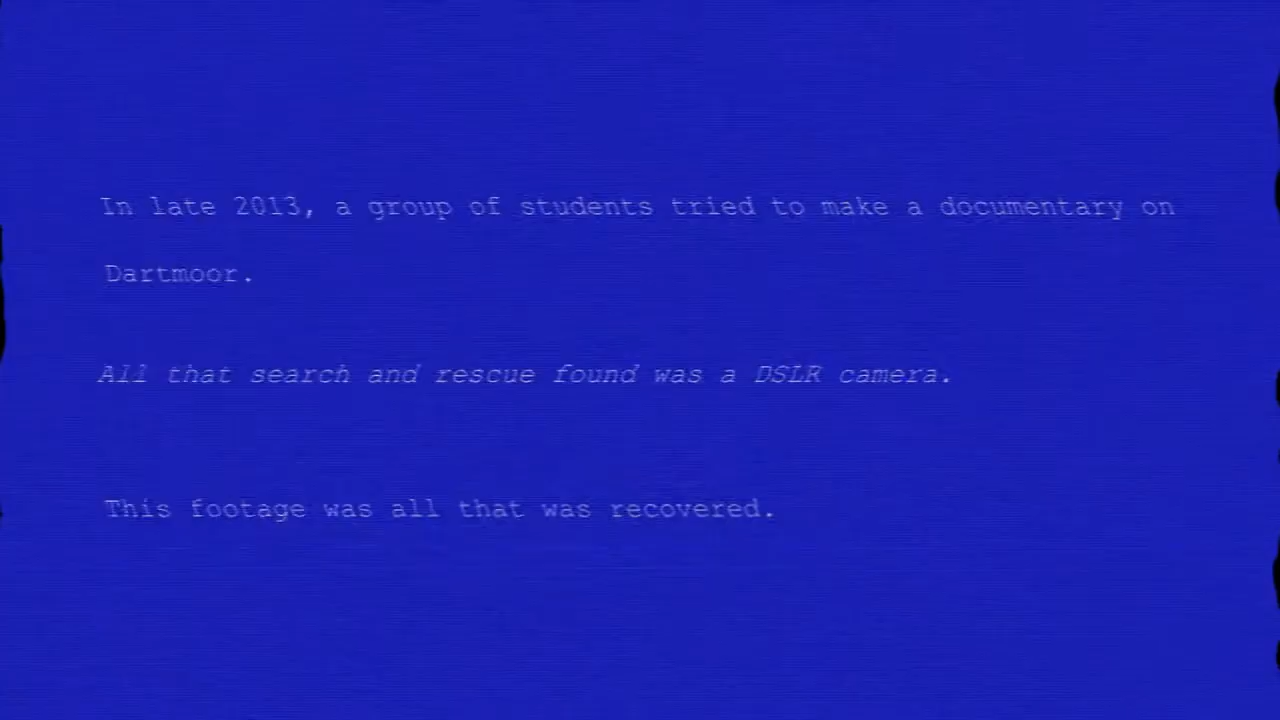 In late 2013, a group of students tried to make a documentary on
Dartmoor.
All that search and rescue found was a DSLR camera.
This footage was all that was recovered.